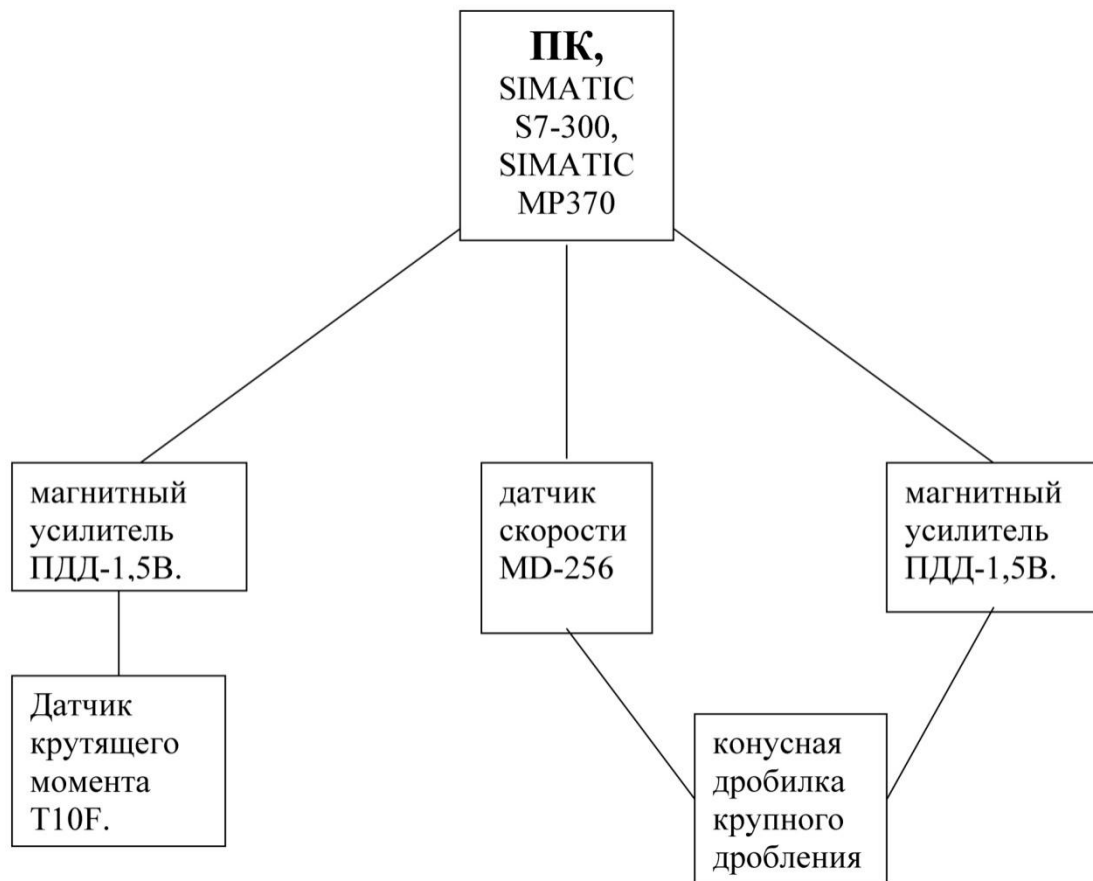 ПК,
SIMATIC
S7-300,
SIMATIC
MP370
магнитный
усилитель
ПДД-1,5В.
датчик
скорости
MD-256
магнитный
усилитель
ПДД-1,5В.
Датчик
крутящего
момента
T10F.
конусная
дробилка
крупного
дробления